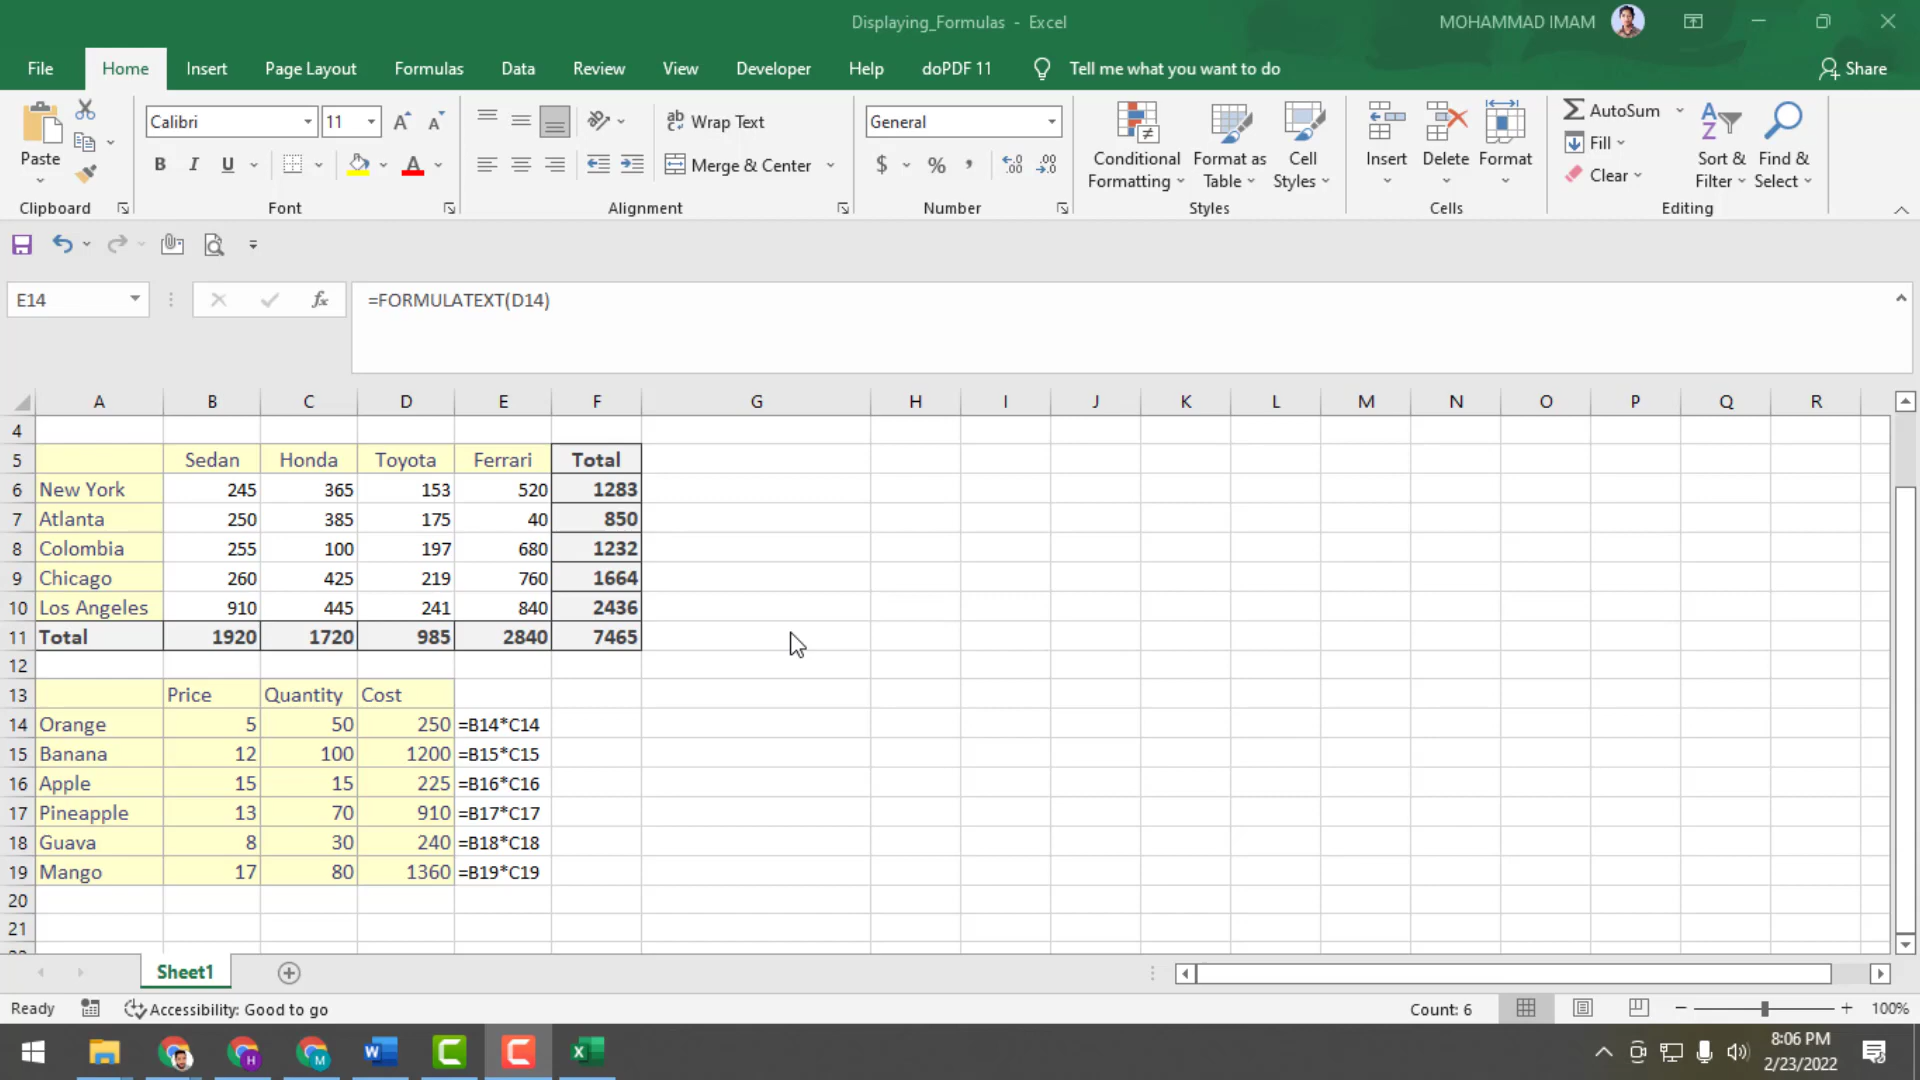 Displaying_Formulas - Excel
MOHAMMAD IMAM
File Home Insert Page Layout Formulas Data Review View Developer Help doPDF 11 Tell me what you want to do Share
Paste
Clipboard
Calibri 11
B I U A
Font
ab Wrap Text
Merge & Center
Alignment
General
$ % ,
Number
Conditional Formatting
Format as Table
Cell Styles
Styles
Insert Delete Format
Cells
AutoSum
Fill
Clear
Sort & Filter
Find & Select
Editing
E14 fx =FORMULATEXT(D14)
A B C D E F G H I J K L M N O P Q R
4
5 Sedan Honda Toyota Ferrari Total
6 New York 245 365 153 520 1283
7 Atlanta 250 385 175 40 850
8 Colombia 255 100 197 680 1232
9 Chicago 260 425 219 760 1664
10 Los Angeles 910 445 241 840 2436
11 Total 1920 1720 985 2840 7465
12
13 Price Quantity Cost
14 Orange 5 50 250 =B14*C14
15 Banana 12 100 1200 =B15*C15
16 Apple 15 15 225 =B16*C16
17 Pineapple 13 70 910 =B17*C17
18 Guava 8 30 240 =B18*C18
19 Mango 17 80 1360 =B19*C19
20
21
Sheet1
Ready Accessibility: Good to go Count: 6 100%
8:06 PM
2/23/2022